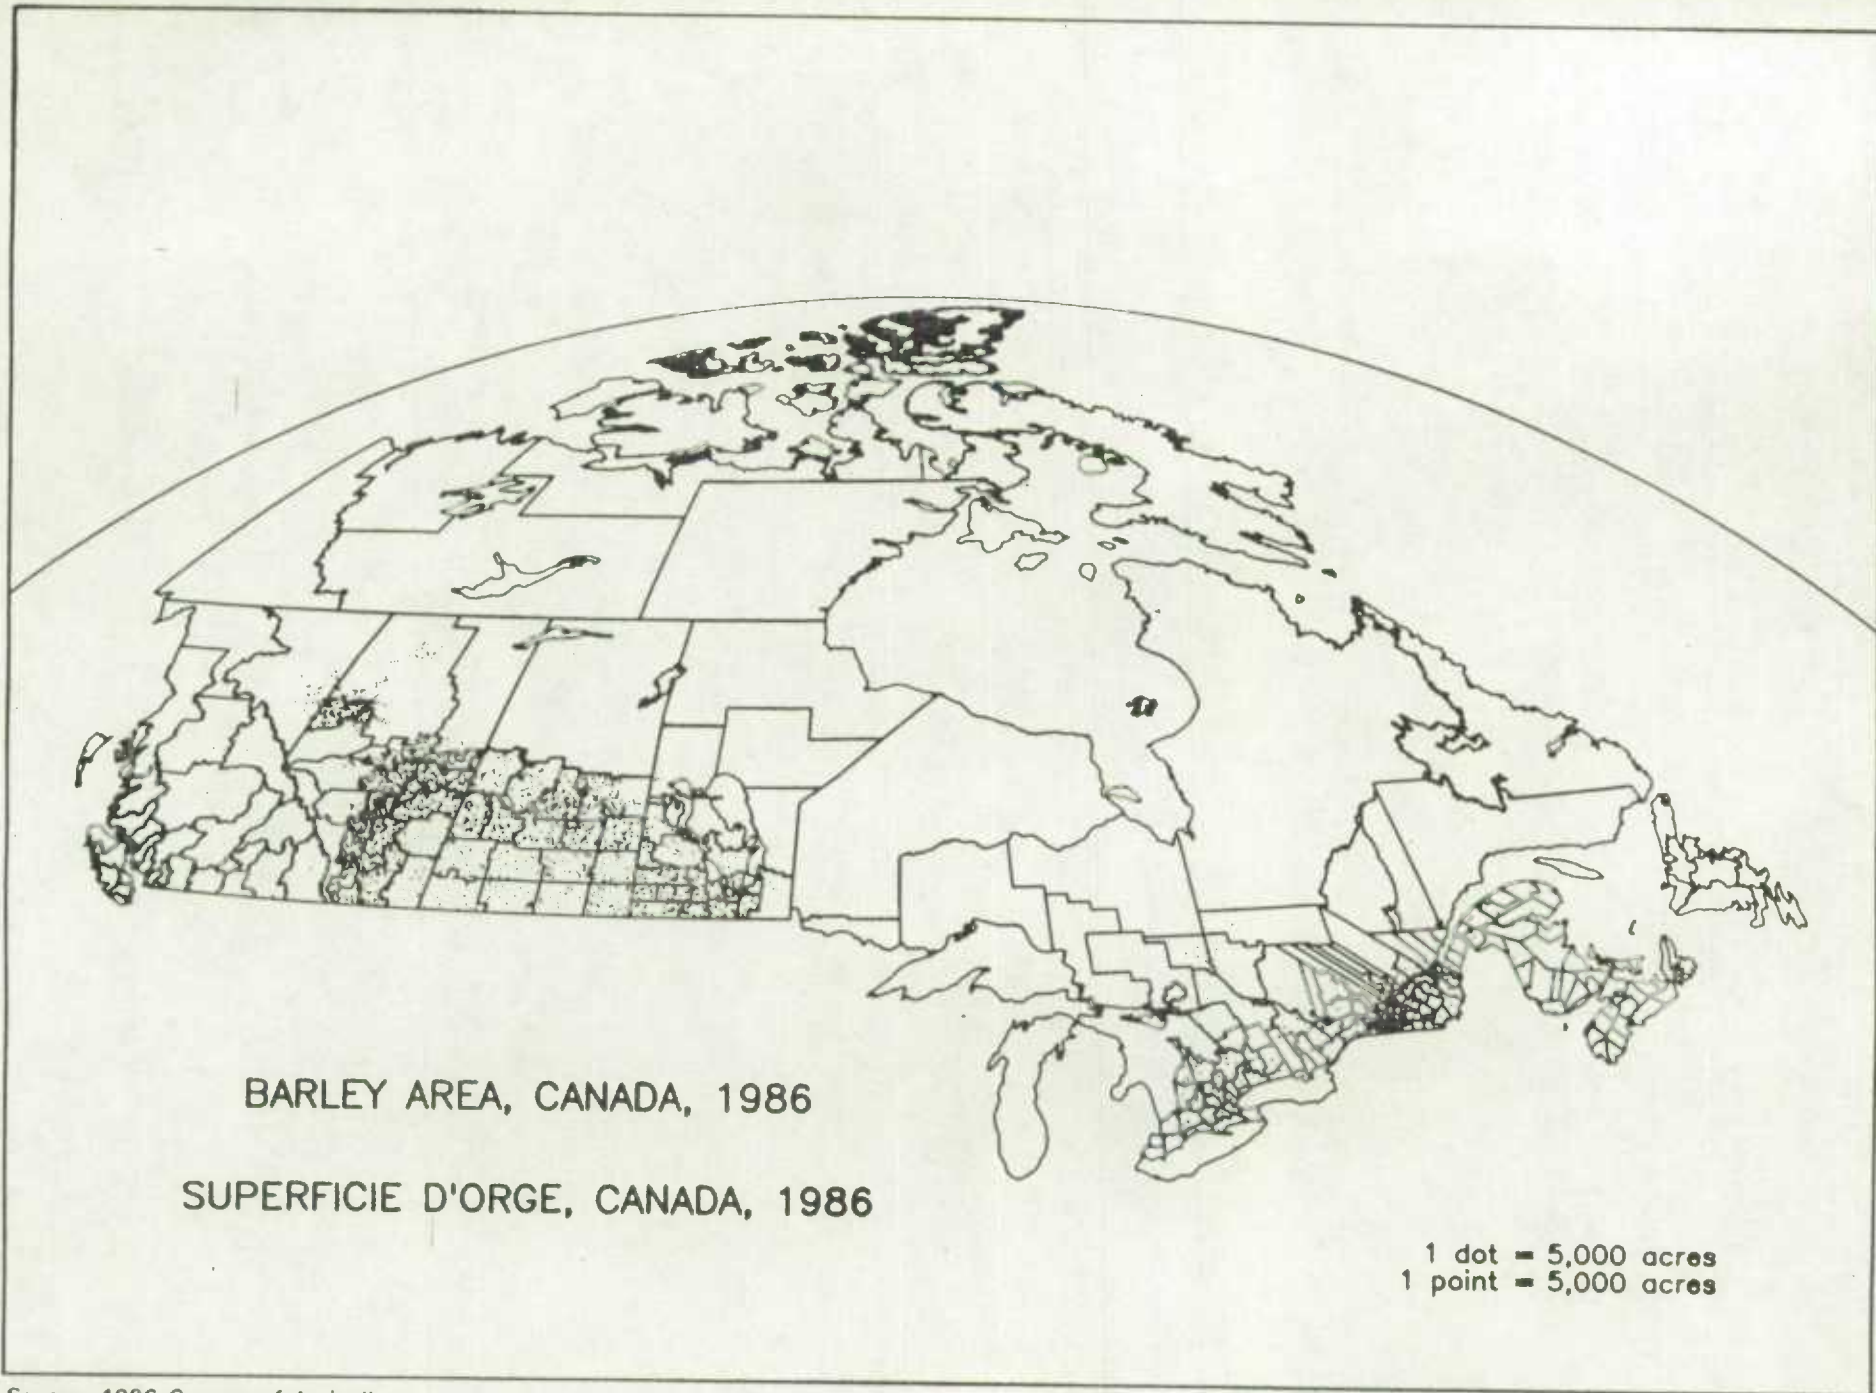 BARLEY AREA, CANADA, 1986
SUPERFICIE D'ORGE, CANADA, 1986
1 dot = 5,000 acres
1 point = 5,000 acres